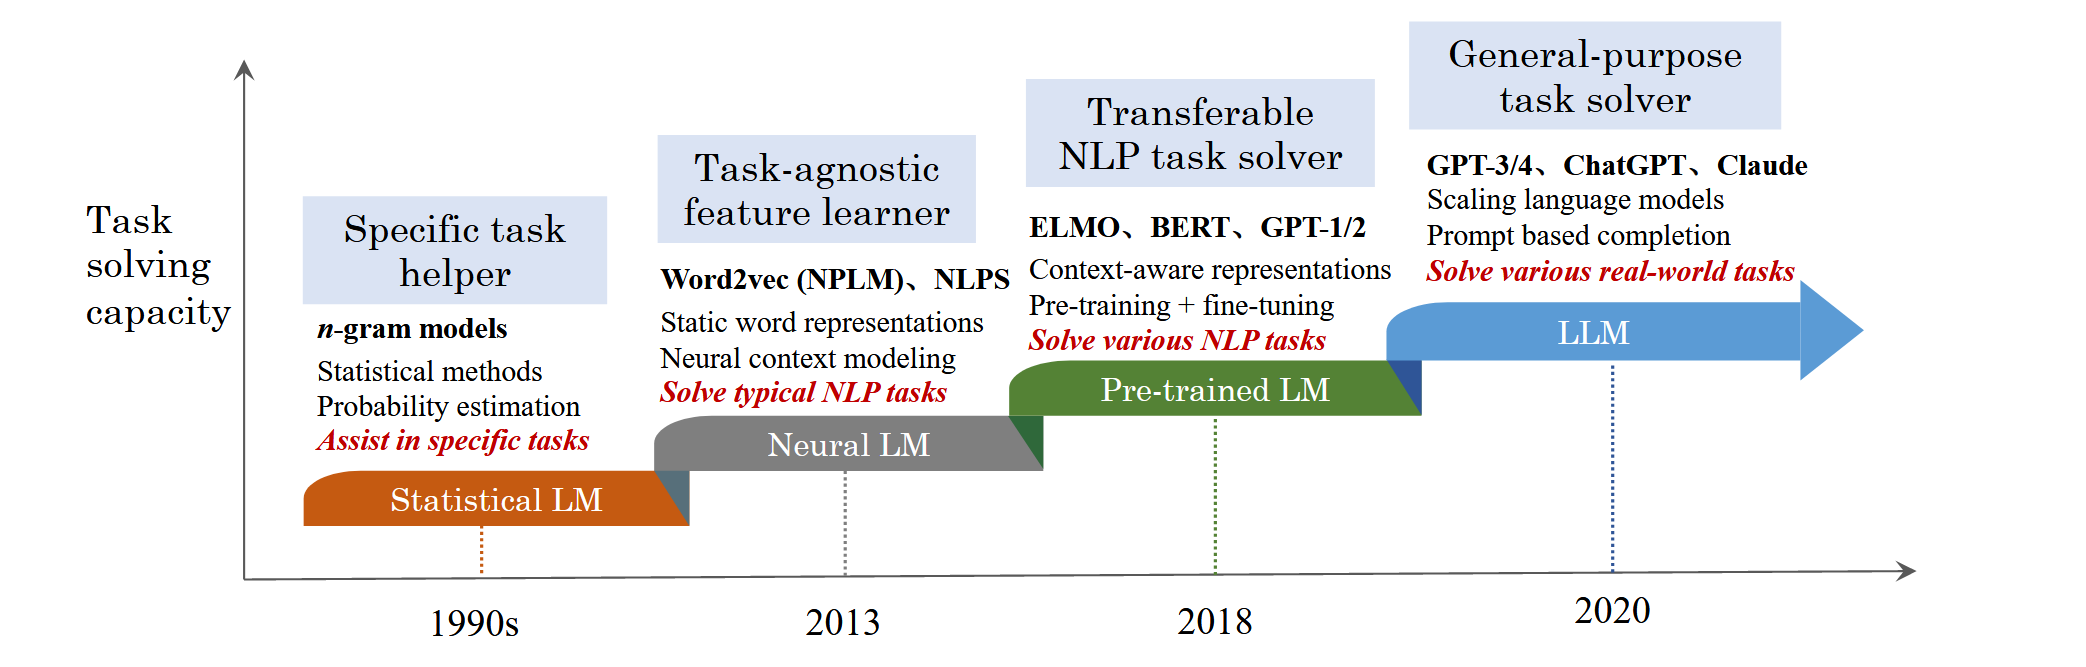 Task
solving
capacity
Specific task
helper
n-gram models
Statistical methods
Probability estimation
Assist in specific tasks
Statistical LM
1990s
Task-agnostic
feature learner
Word2vec (NPLM)、NLPS
Static word representations
Neural context modeling
Solve typical NLP tasks
Neural LM
2013
Transferable
NLP task solver
ELMO、BERT、GPT-1/2
Context-aware representations
Pre-training + fine-tuning
Solve various NLP tasks
Pre-trained LM
2018
General-purpose
task solver
GPT-3/4、ChatGPT、Claude
Scaling language models
Prompt based completion
Solve various real-world tasks
LLM
2020